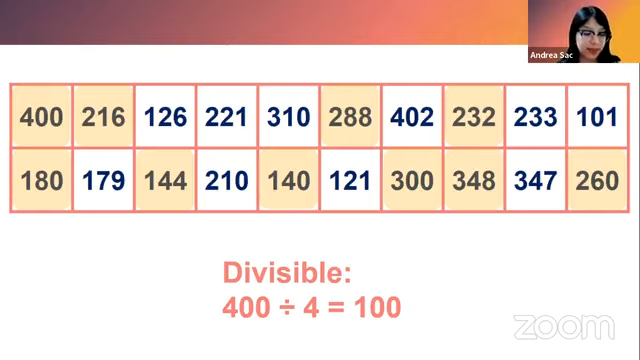 Andrea Sac
400 216 126 221 310 288 402 232 233 101
180 179 144 210 140 121 300 348 347 260
Divisible:
400 ÷ 4 = 100
zoom